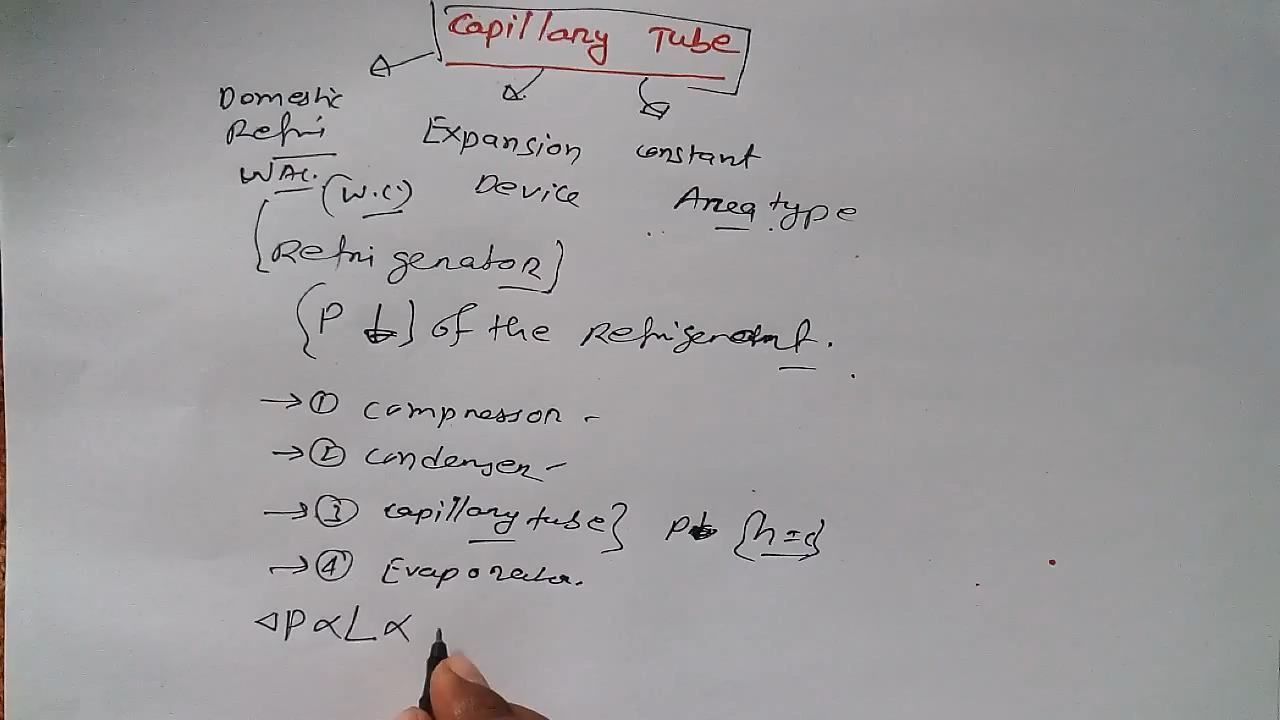 Capillary Tube
Domestic
Refri
WAC. (W.C.)
Expansion
Device
constant
Area type
[Refrigerator]
{P ↓} of the Refrigerant.
→ ① compressor -
→ ② condenser -
→ ③ capillary tube} P↓ {h=c}
→ ④ Evaporator.
△P∝L∝